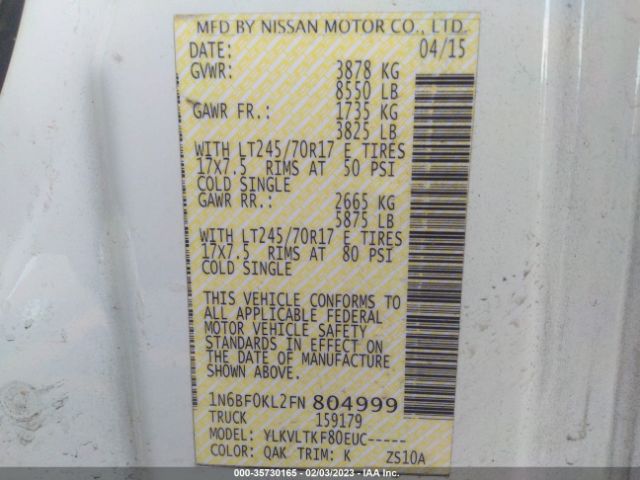 MFD BY NISSAN MOTOR CO., LTD.
DATE: 04/15
GVWR: 3878 KG
8550 LB
GAWR FR.: 1735 KG
3825 LB
WITH LT245/70R17 E TIRES
17X7.5 RIMS AT 50 PSI
COLD SINGLE
GAWR RR.: 2665 KG
5875 LB
WITH LT245/70R17 E TIRES
17X7.5 RIMS AT 80 PSI
COLD SINGLE
THIS VEHICLE CONFORMS TO
ALL APPLICABLE FEDERAL
MOTOR VEHICLE SAFETY
STANDARDS IN EFFECT ON
THE DATE OF MANUFACTURE
SHOWN ABOVE.
1N6BF0KL2FN 804999
TRUCK 159179
MODEL: YLKVLTKF80EUC-----
COLOR: QAK TRIM: K ZS10A
000-35730165 - 02/03/2023 - IAA Inc.